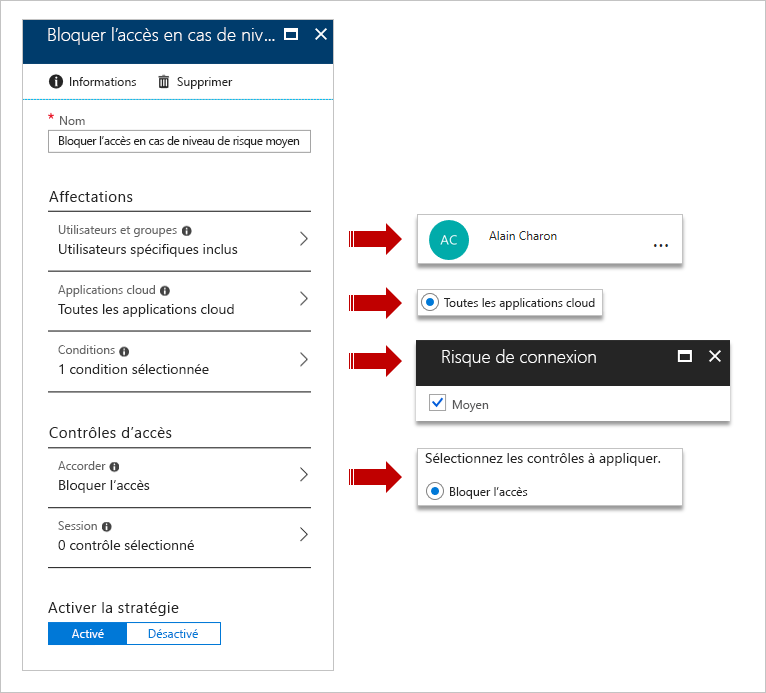 Bloquer l’accès en cas de niv...
Informations
Supprimer
* Nom
Bloquer l’accès en cas de niveau de risque moyen
Affectations
Utilisateurs et groupes
Utilisateurs spécifiques inclus
AC
Alain Charon
...
Applications cloud
Toutes les applications cloud
Toutes les applications cloud
Conditions
1 condition sélectionnée
Risque de connexion
Moyen
Contrôles d’accès
Accorder
Bloquer l’accès
Sélectionnez les contrôles à appliquer.
Bloquer l’accès
Session
0 contrôle sélectionné
Activer la stratégie
Activé
Désactivé